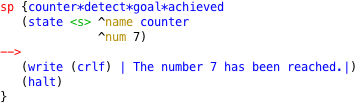 sp {counter*detect*goal*achieved
   (state <s> ^name counter
              ^num 7)
-->
   (write (crlf) | The number 7 has been reached.|)
   (halt)
}